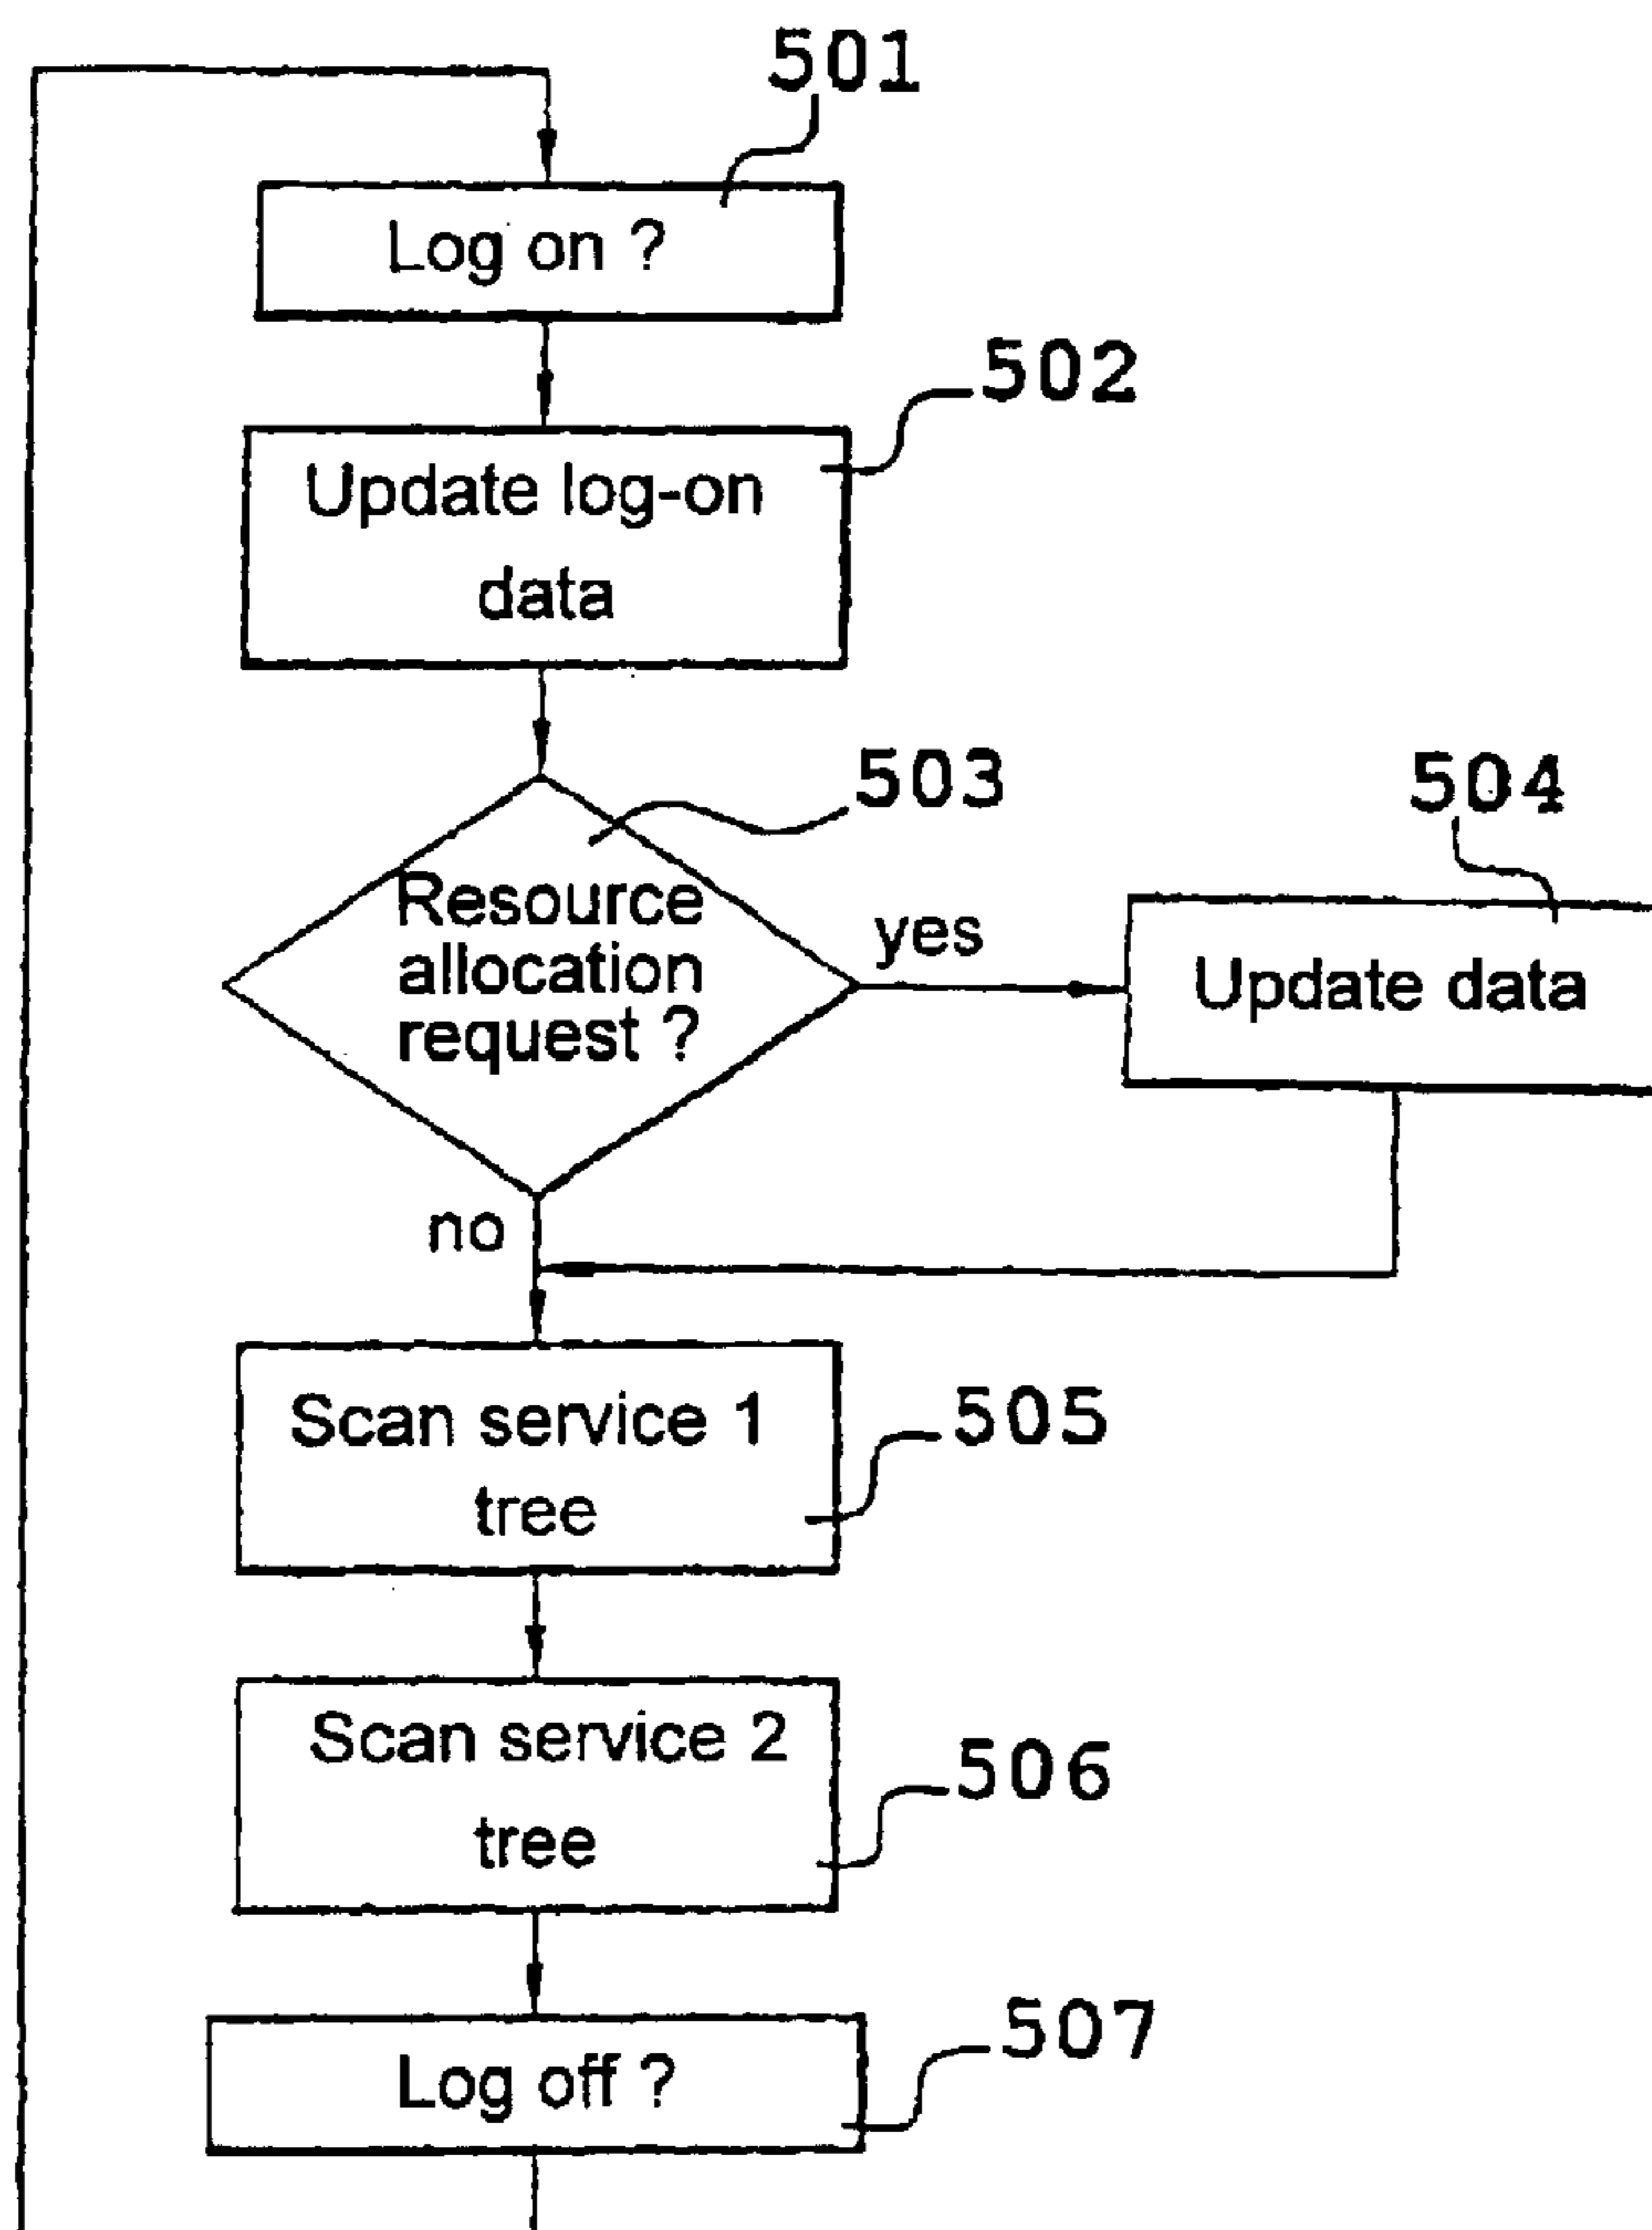 501
Log on ?
502
Update log-on
data
503
504
Resource
allocation
request ?
yes
Update data
no
Scan service 1
tree
505
Scan service 2
tree
506
507
Log off ?